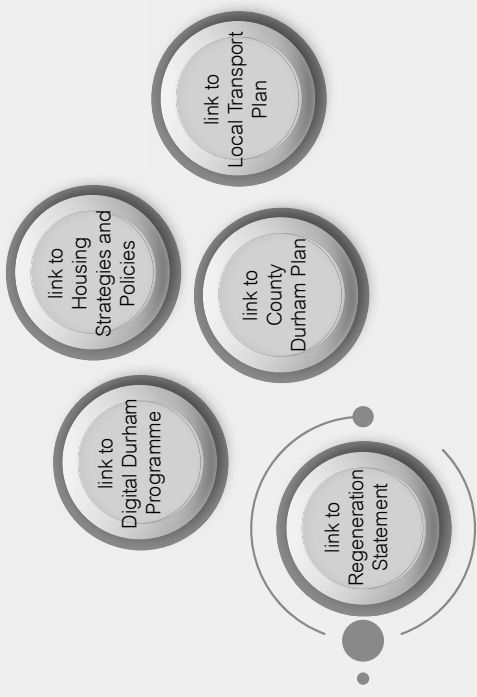 link to
Local Transport
Plan
link to
Housing
Strategies and
Policies
link to
County
Durham Plan
link to
Digital Durham
Programme
link to
Regeneration
Statement